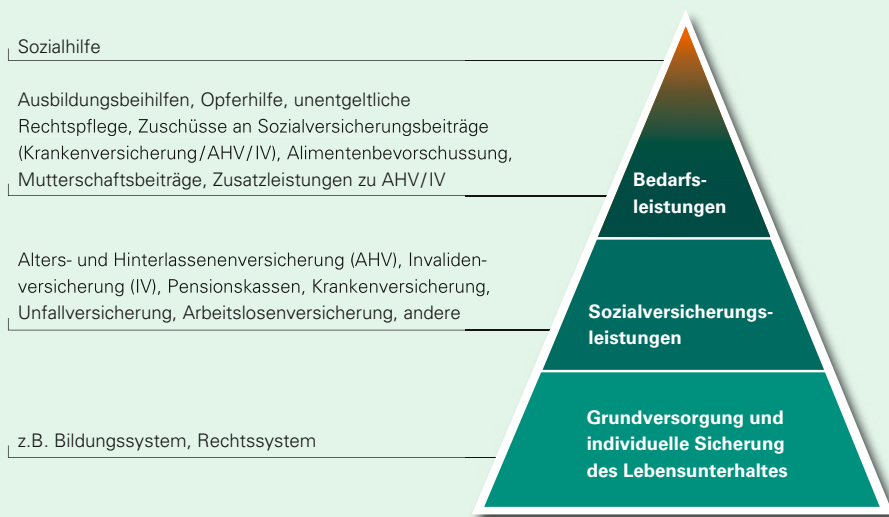 Sozialhilfe
Ausbildungsbeihilfen, Opferhilfe, unentgeltliche
Rechtspflege, Zuschüsse an Sozialversicherungsbeiträge
(Krankenversicherung/AHV/IV), Alimentenbevorschussung,
Mutterschaftsbeiträge, Zusatzleistungen zu AHV/IV
Bedarfs-
leistungen
Alters- und Hinterlassenenversicherung (AHV), Invaliden-
versicherung (IV), Pensionskassen, Krankenversicherung,
Unfallversicherung, Arbeitslosenversicherung, andere
Sozialversicherungs-
leistungen
z.B. Bildungssystem, Rechtssystem
Grundversorgung und
individuelle Sicherung
des Lebensunterhaltes